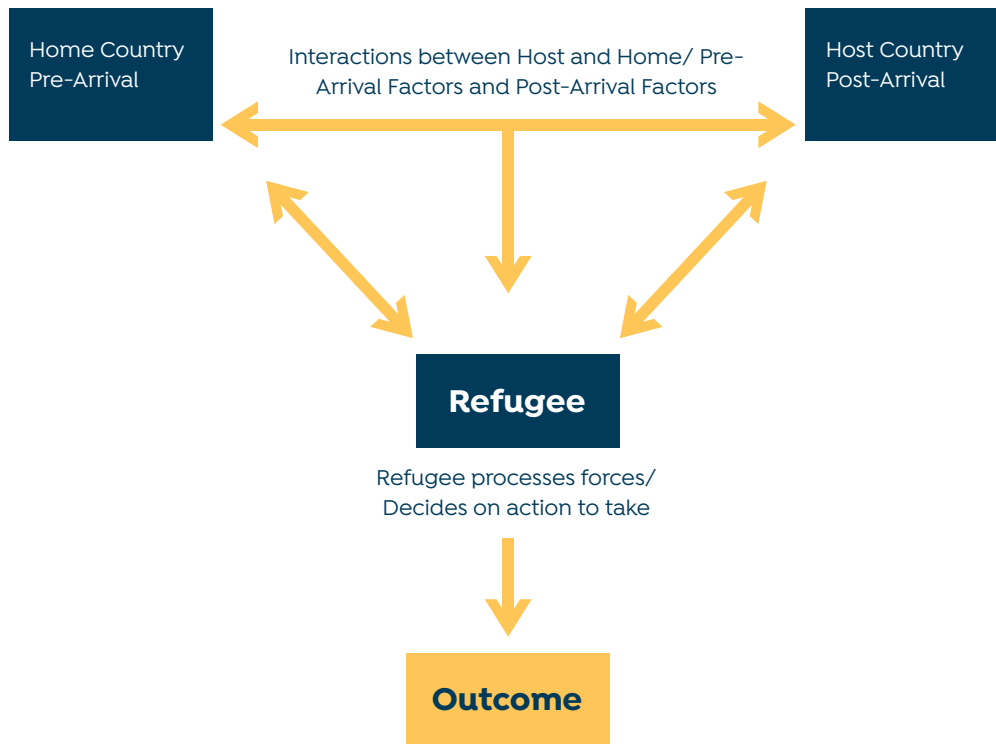 Home Country
Pre-Arrival
Interactions between Host and Home/ Pre-
Arrival Factors and Post-Arrival Factors
Host Country
Post-Arrival
Refugee
Refugee processes forces/
Decides on action to take
Outcome